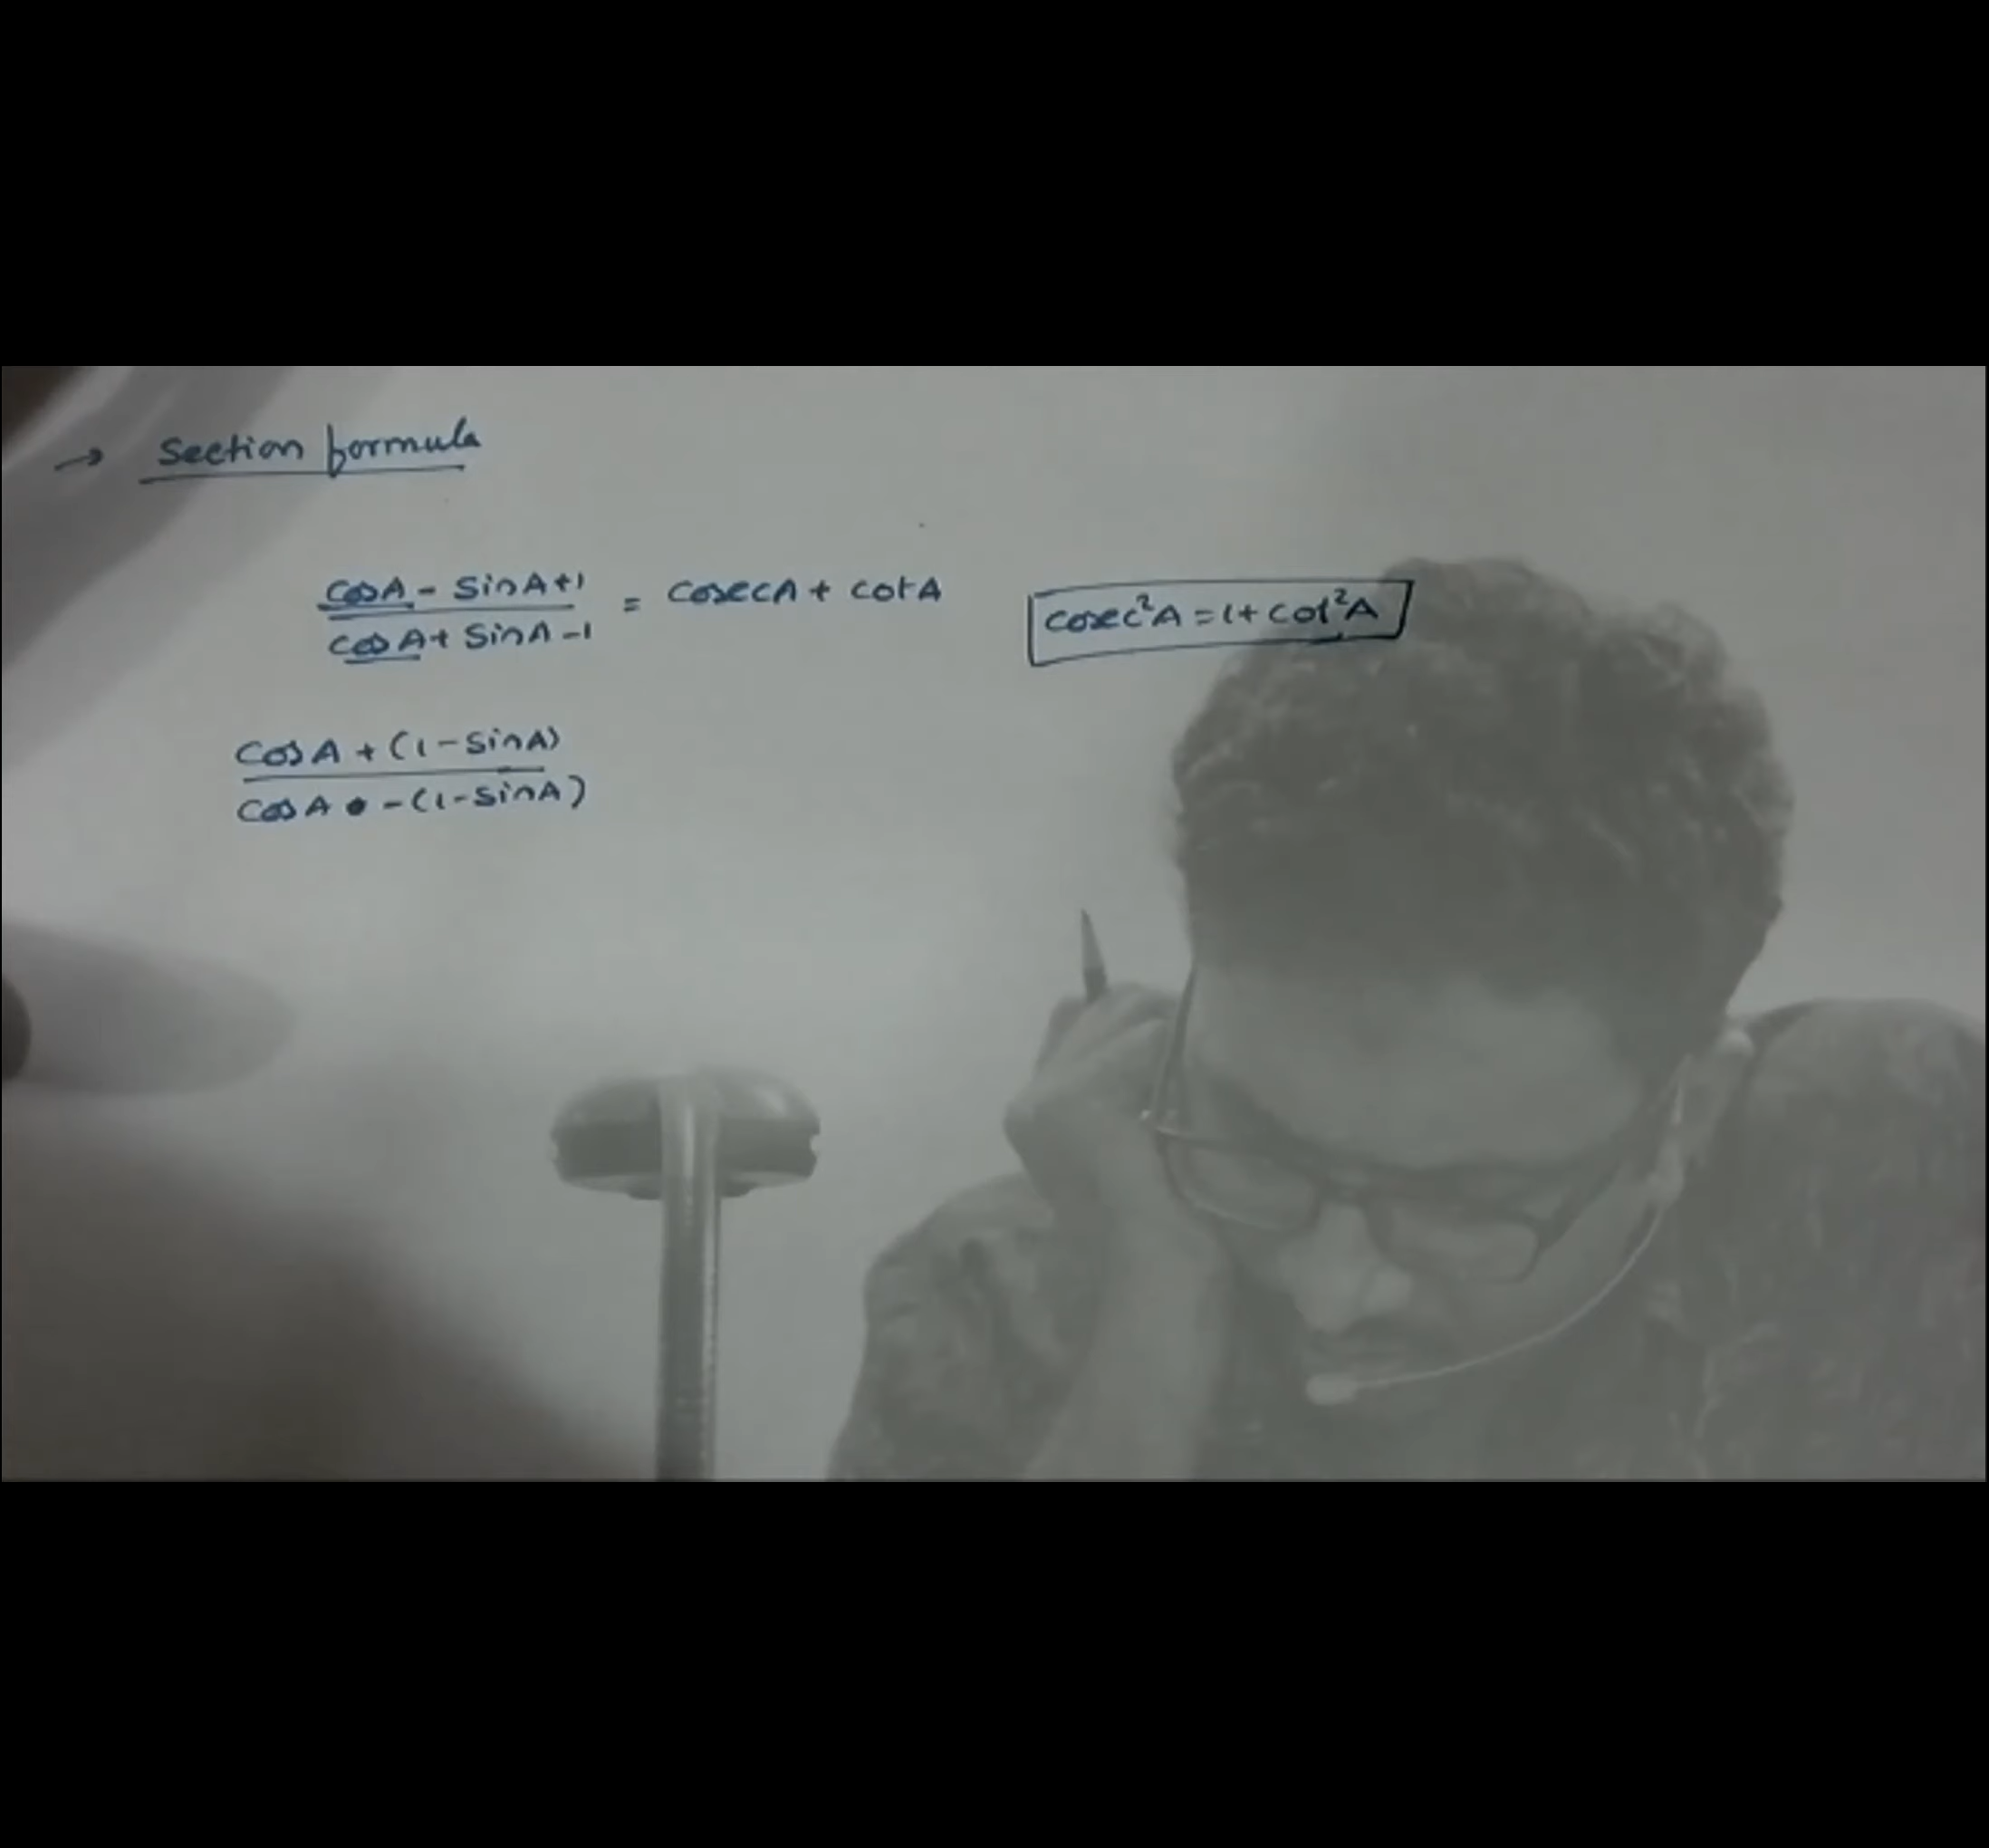 → Section formula
cosA - sinA+1 / cosA + sinA-1 = cosecA + cotA
cosec²A = 1 + cot²A
cosA + (1-sinA) / cosA - (1-sinA)